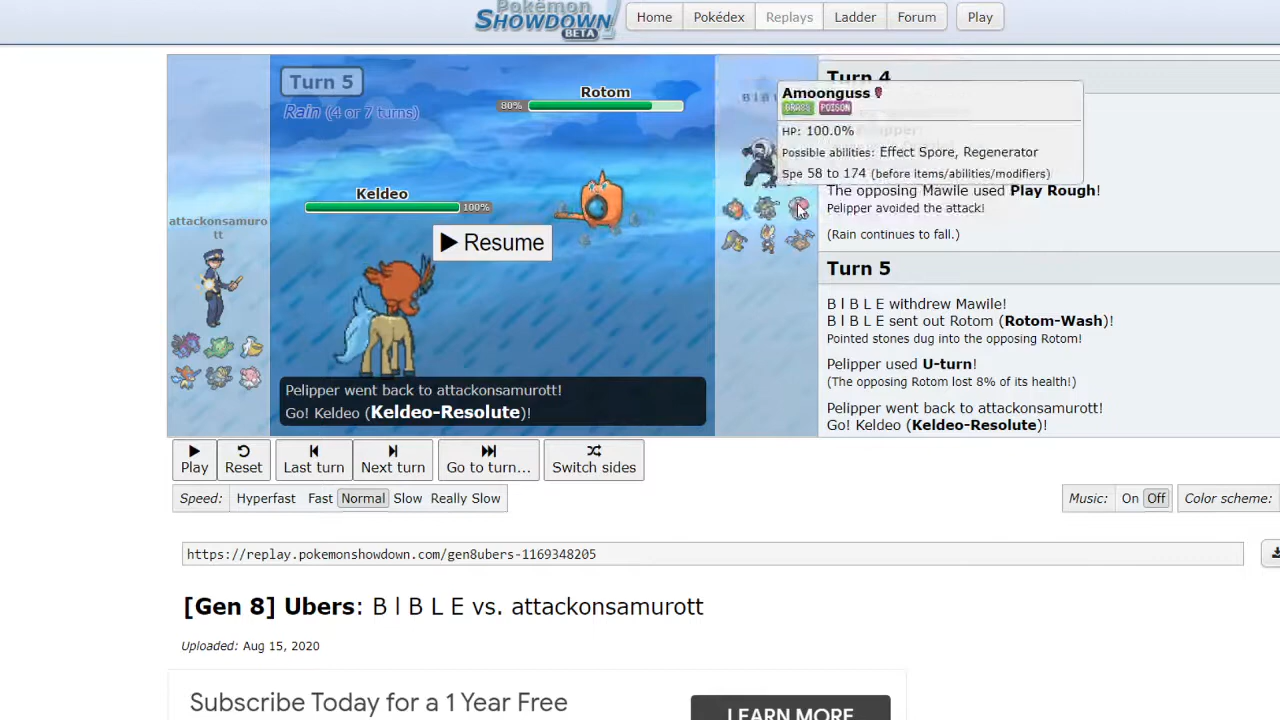 Pokémon
SHOWDOWN!
BETA
Home
Pokédex
Replays
Ladder
Forum
Play
Turn 5
Rain (4 or 7 turns)
Rotom
80%
Keldeo
100%
attackonsamuro
tt
Resume
Pelipper went back to attackonsamurott!
Go! Keldeo (Keldeo-Resolute)!
B l B L
Turn 4
Amoonguss
GRASS POISON
HP: 100.0%
Possible abilities: Effect Spore, Regenerator
Spe 58 to 174 (before items/abilities/modifiers)
The opposing Mawile used Play Rough!
Pelipper avoided the attack!
(Rain continues to fall.)
Turn 5
B l B L E withdrew Mawile!
B l B L E sent out Rotom (Rotom-Wash)!
Pointed stones dug into the opposing Rotom!
Pelipper used U-turn!
(The opposing Rotom lost 8% of its health!)
Pelipper went back to attackonsamurott!
Go! Keldeo (Keldeo-Resolute)!
Play
Reset
Last turn
Next turn
Go to turn...
Switch sides
Speed: Hyperfast Fast Normal Slow Really Slow
Music: On Off
Color scheme:
https://replay.pokemonshowdown.com/gen8ubers-1169348205
[Gen 8] Ubers: B l B L E vs. attackonsamurott
Uploaded: Aug 15, 2020
Subscribe Today for a 1 Year Free
LEARN MORE